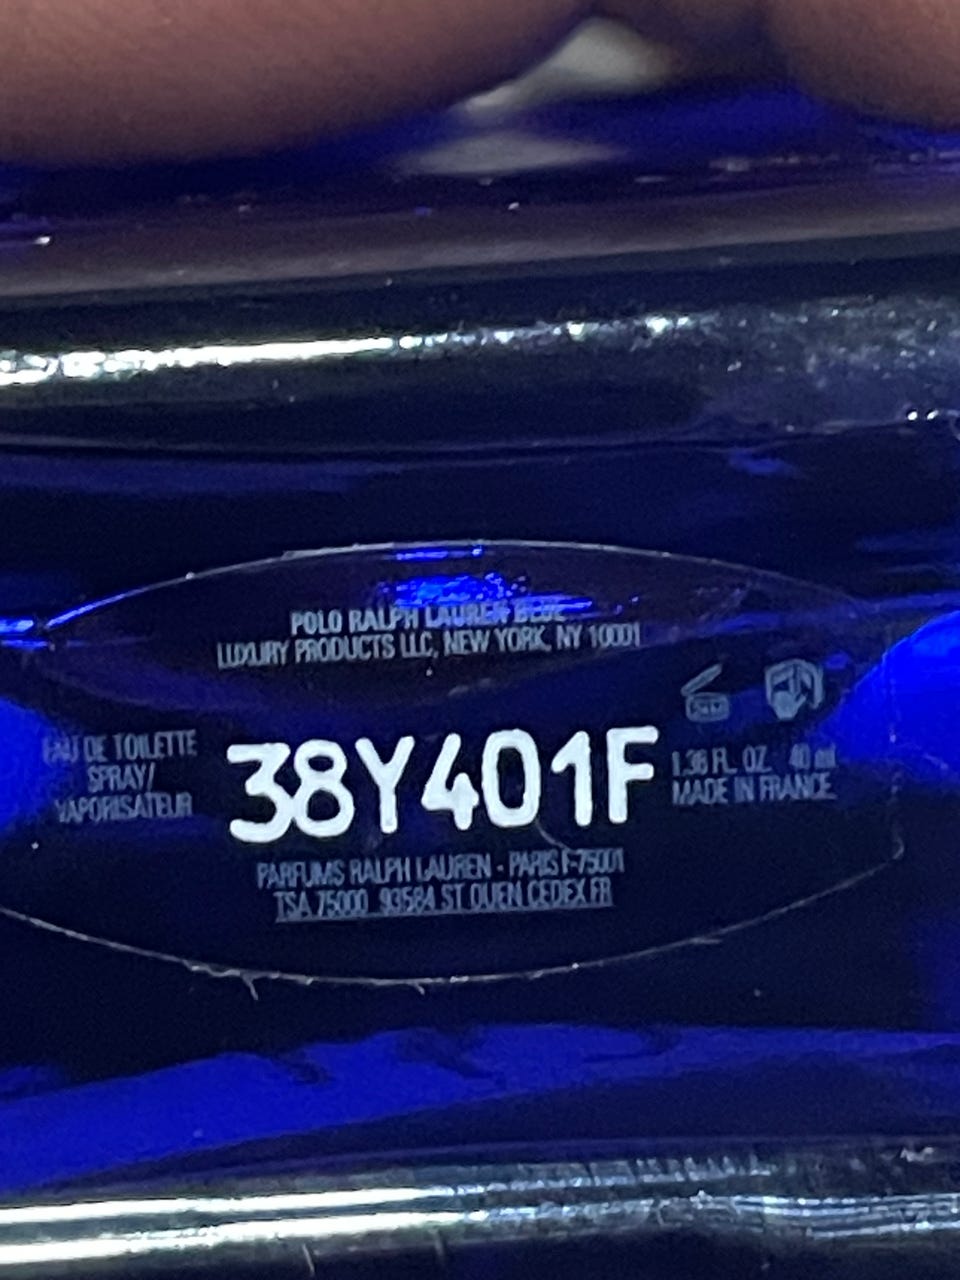 POLO RALPH LAUREN BLUE
LUXURY PRODUCTS LLC, NEW YORK, NY 10001
EAU DE TOILETTE
SPRAY/
VAPORISATEUR
38Y401F
1.36 FL. OZ. 40 ml
MADE IN FRANCE
PARFUMS RALPH LAUREN - PARIS F-75001
TSA 75000 93584 ST OUEN CEDEX FR